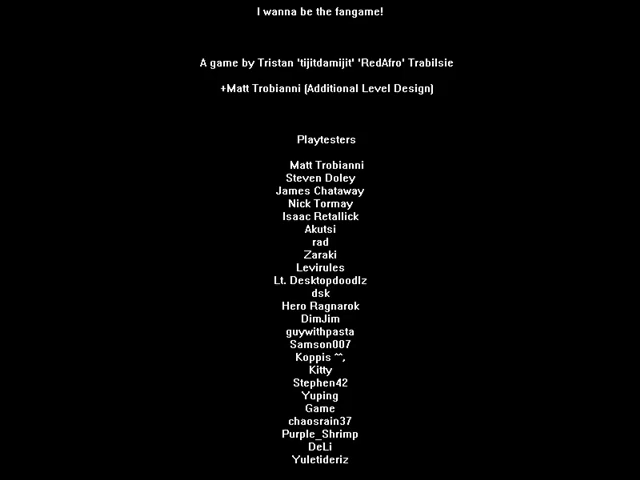 I wanna be the fangame!
A game by Tristan 'tijitdamijit' 'RedAfro' Trabilsie
+Matt Trobianni (Additional Level Design)
Playtesters
Matt Trobianni
Steven Doley
James Chataway
Nick Tormay
Isaac Retallick
Akutsi
rad
Zaraki
Levirules
Lt. Desktopdoodlz
dsk
Hero Ragnarok
DimJim
guywithpasta
Samson007
Koppis ^^,
Kitty
Stephen42
Yuping
Game
chaosrain37
Purple_Shrimp
DeLi
Yuletideriz